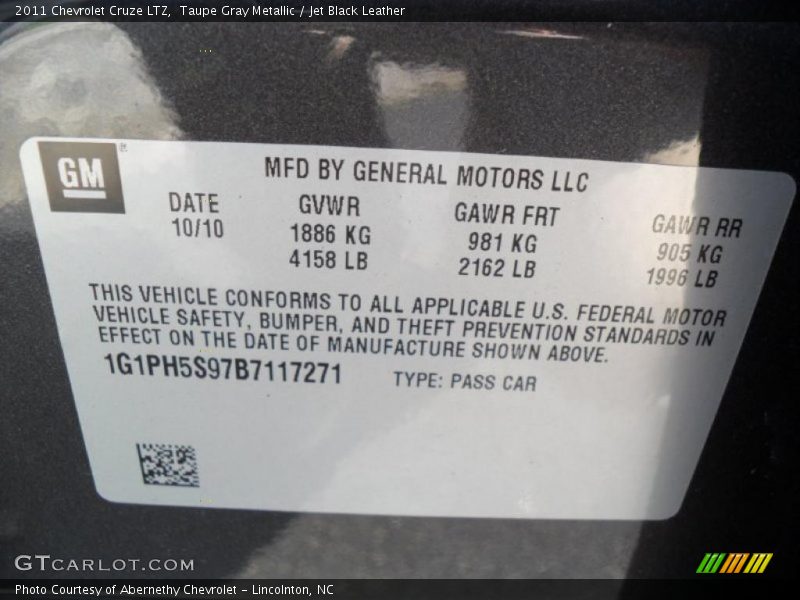 2011 Chevrolet Cruze LTZ, Taupe Gray Metallic / Jet Black Leather
GM®
MFD BY GENERAL MOTORS LLC
DATE GVWR GAWR FRT GAWR RR
10/10 1886 KG 981 KG 905 KG
4158 LB 2162 LB 1996 LB
THIS VEHICLE CONFORMS TO ALL APPLICABLE U.S. FEDERAL MOTOR
VEHICLE SAFETY, BUMPER, AND THEFT PREVENTION STANDARDS IN
EFFECT ON THE DATE OF MANUFACTURE SHOWN ABOVE.
1G1PH5S97B7117271 TYPE: PASS CAR
GTCARLOT.COM
Photo Courtesy of Abernethy Chevrolet - Lincolnton, NC